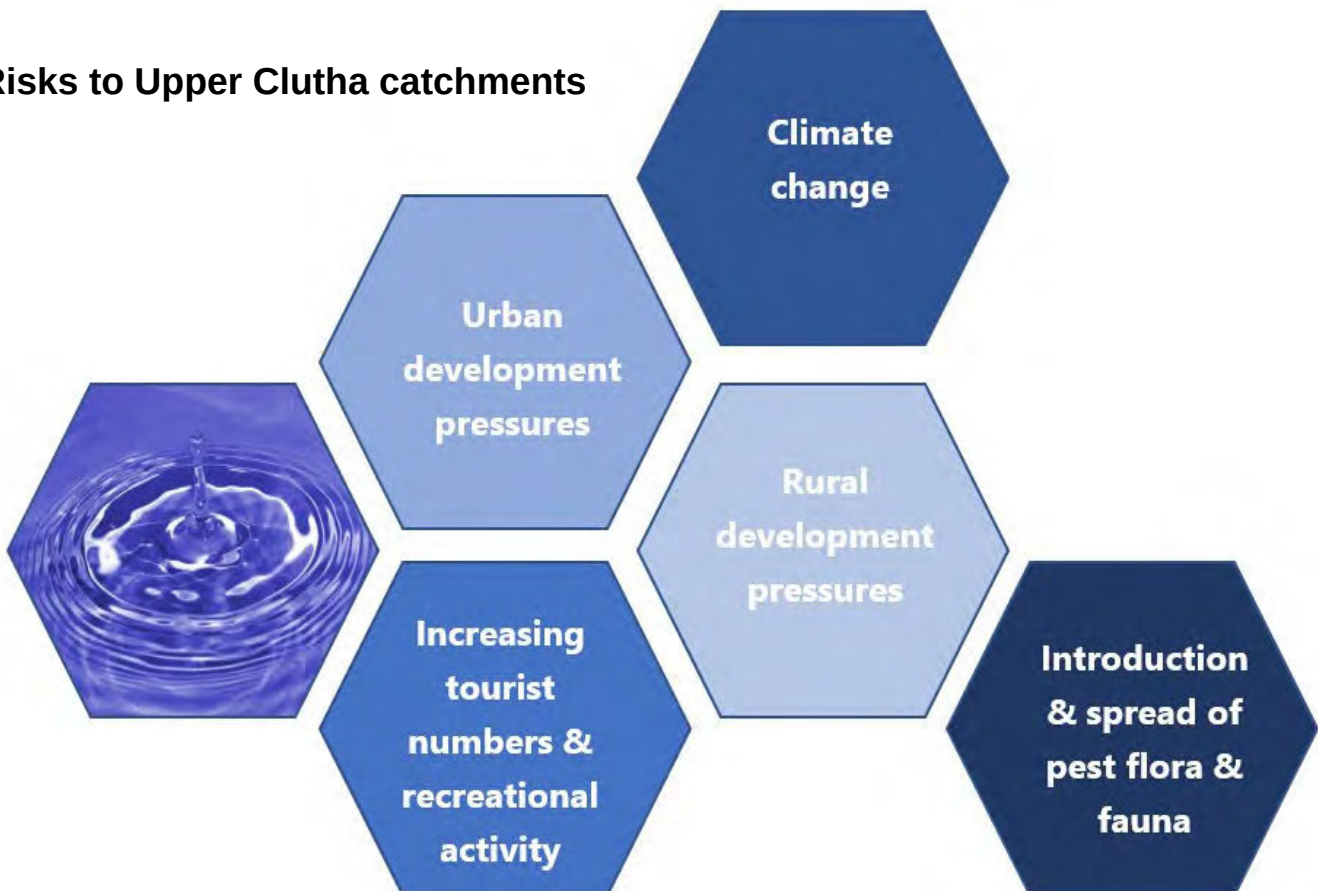 Risks to Upper Clutha catchments
Climate
change
Urban
development
pressures
Rural
development
pressures
Increasing
tourist
numbers &
recreational
activity
Introduction
& spread of
pest flora &
fauna